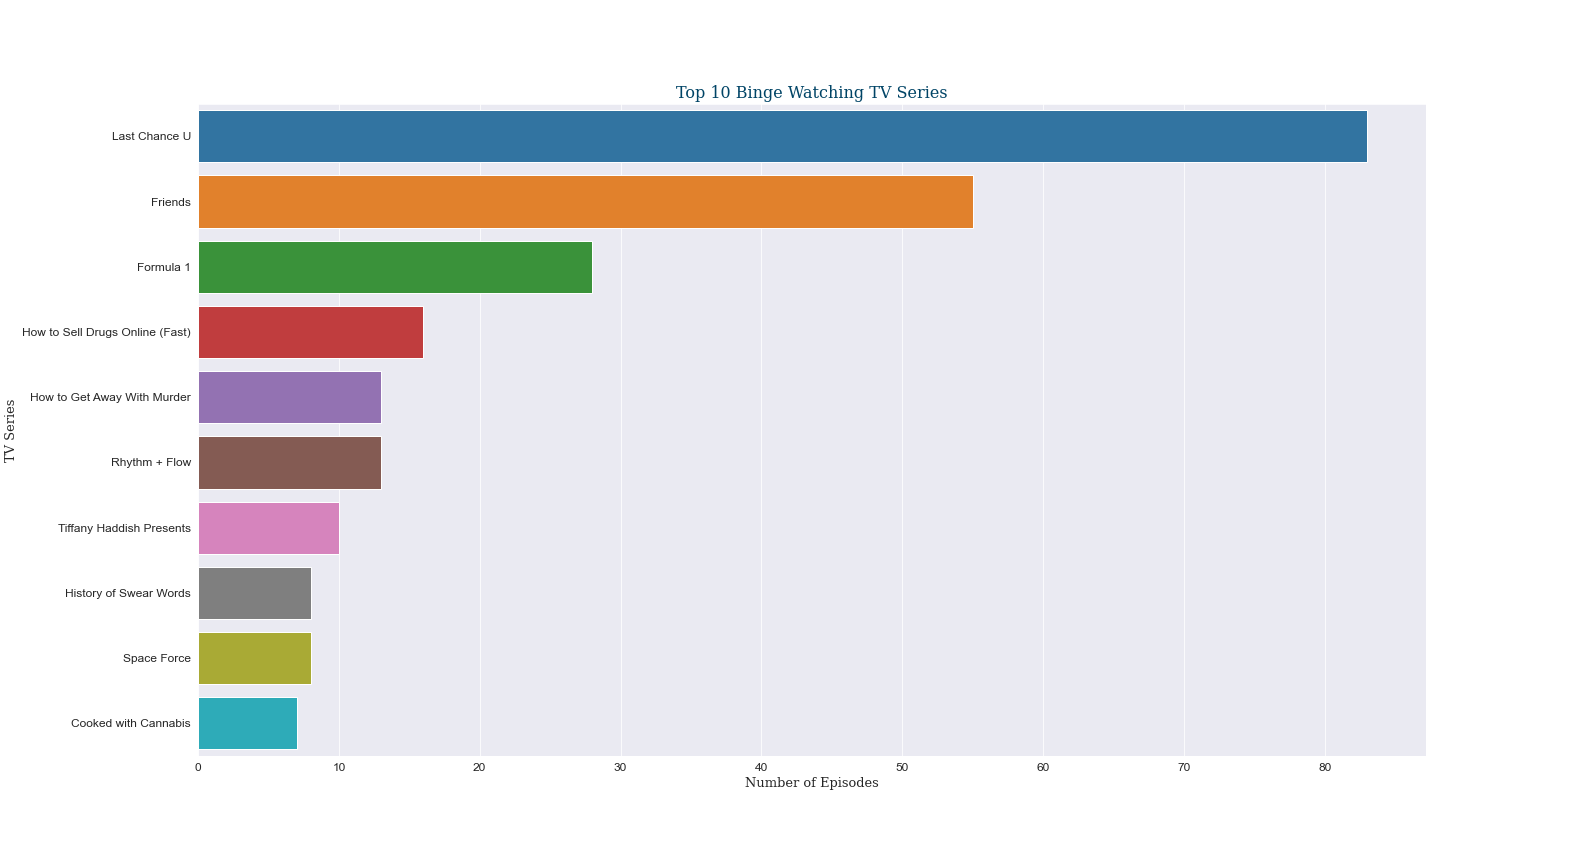 Top 10 Binge Watching TV Series
Last Chance U
Friends
Formula 1
How to Sell Drugs Online (Fast)
How to Get Away With Murder
Rhythm + Flow
Tiffany Haddish Presents
History of Swear Words
Space Force
Cooked with Cannabis
TV Series
0 10 20 30 40 50 60 70 80
Number of Episodes